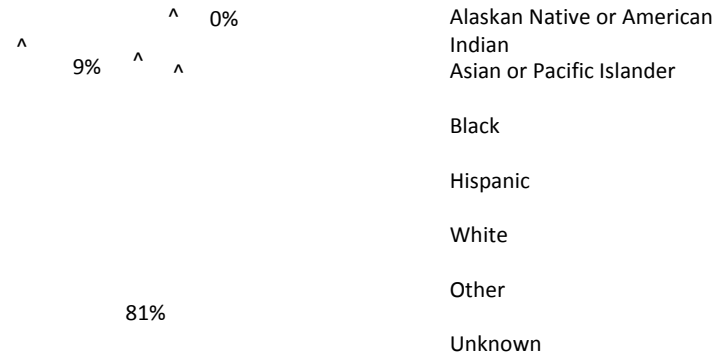 ^ 0%
^
9% ^ ^
81%
Alaskan Native or American
Indian
Asian or Pacific Islander
Black
Hispanic
White
Other
Unknown